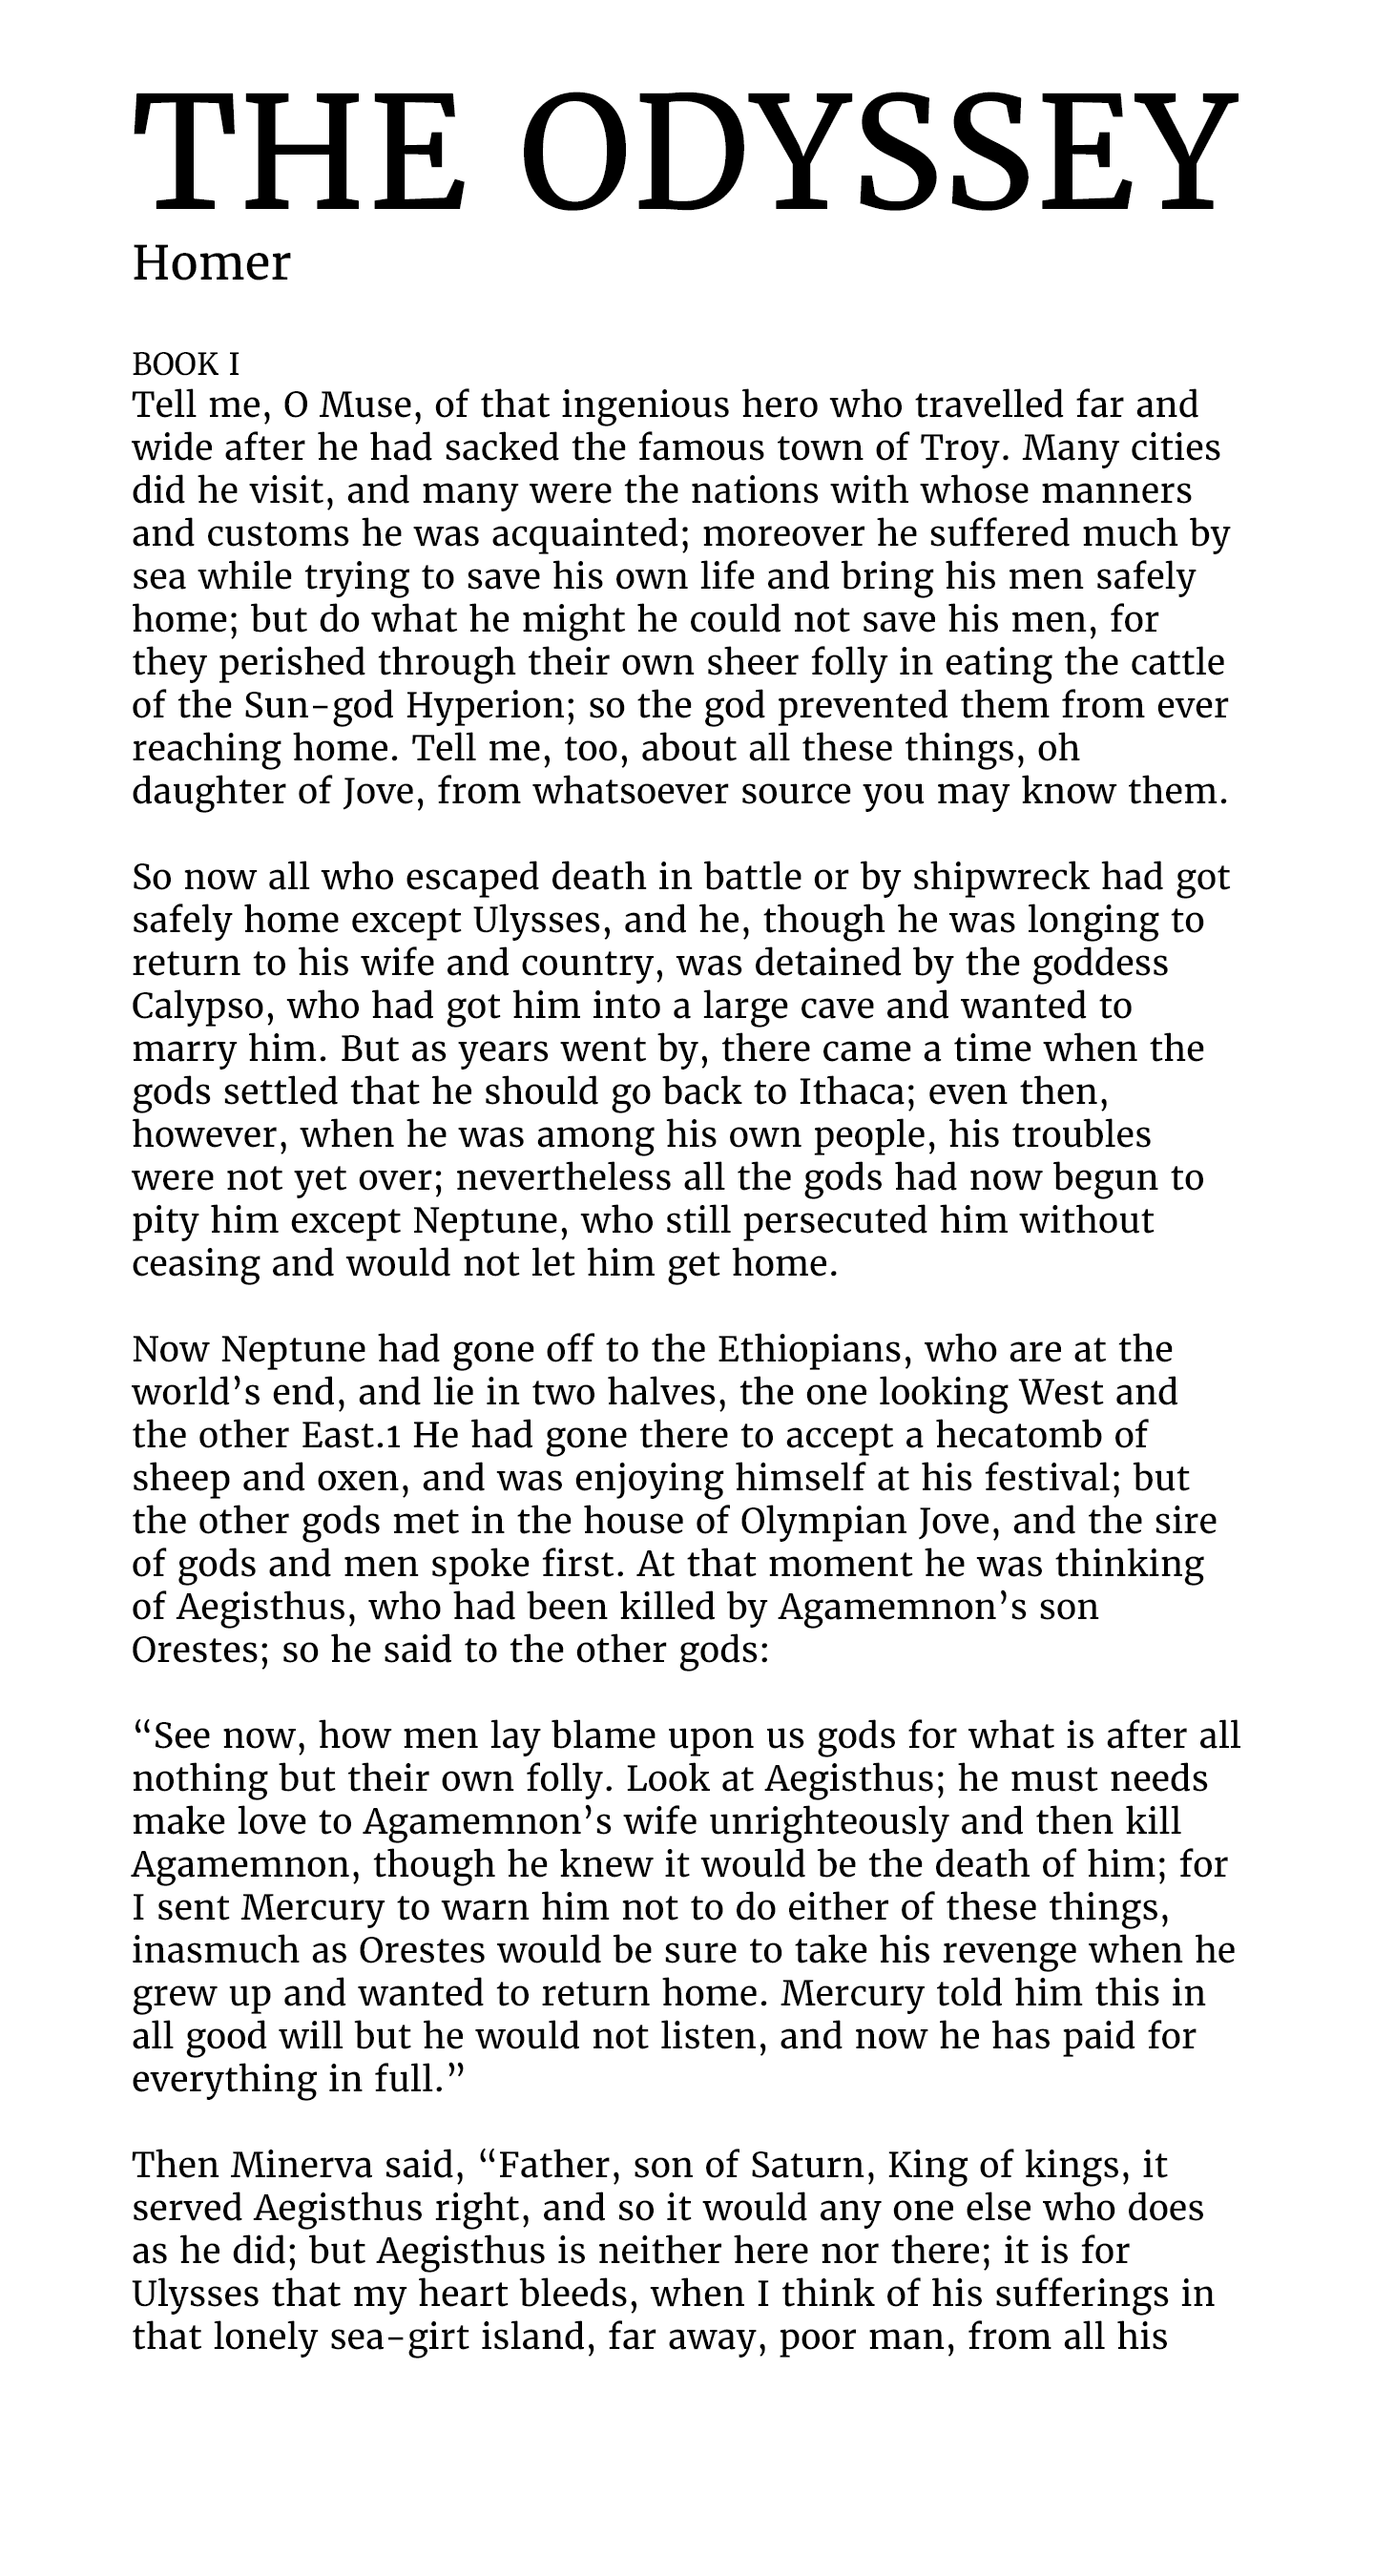 THE ODYSSEY
Homer
BOOK I
Tell me, O Muse, of that ingenious hero who travelled far and
wide after he had sacked the famous town of Troy. Many cities
did he visit, and many were the nations with whose manners
and customs he was acquainted; moreover he suffered much by
sea while trying to save his own life and bring his men safely
home; but do what he might he could not save his men, for
they perished through their own sheer folly in eating the cattle
of the Sun-god Hyperion; so the god prevented them from ever
reaching home. Tell me, too, about all these things, oh
daughter of Jove, from whatsoever source you may know them.
So now all who escaped death in battle or by shipwreck had got
safely home except Ulysses, and he, though he was longing to
return to his wife and country, was detained by the goddess
Calypso, who had got him into a large cave and wanted to
marry him. But as years went by, there came a time when the
gods settled that he should go back to Ithaca; even then,
however, when he was among his own people, his troubles
were not yet over; nevertheless all the gods had now begun to
pity him except Neptune, who still persecuted him without
ceasing and would not let him get home.
Now Neptune had gone off to the Ethiopians, who are at the
world’s end, and lie in two halves, the one looking West and
the other East.1 He had gone there to accept a hecatomb of
sheep and oxen, and was enjoying himself at his festival; but
the other gods met in the house of Olympian Jove, and the sire
of gods and men spoke first. At that moment he was thinking
of Aegisthus, who had been killed by Agamemnon’s son
Orestes; so he said to the other gods:
“See now, how men lay blame upon us gods for what is after all
nothing but their own folly. Look at Aegisthus; he must needs
make love to Agamemnon’s wife unrighteously and then kill
Agamemnon, though he knew it would be the death of him; for
I sent Mercury to warn him not to do either of these things,
inasmuch as Orestes would be sure to take his revenge when he
grew up and wanted to return home. Mercury told him this in
all good will but he would not listen, and now he has paid for
everything in full.”
Then Minerva said, “Father, son of Saturn, King of kings, it
served Aegisthus right, and so it would any one else who does
as he did; but Aegisthus is neither here nor there; it is for
Ulysses that my heart bleeds, when I think of his sufferings in
that lonely sea-girt island, far away, poor man, from all his